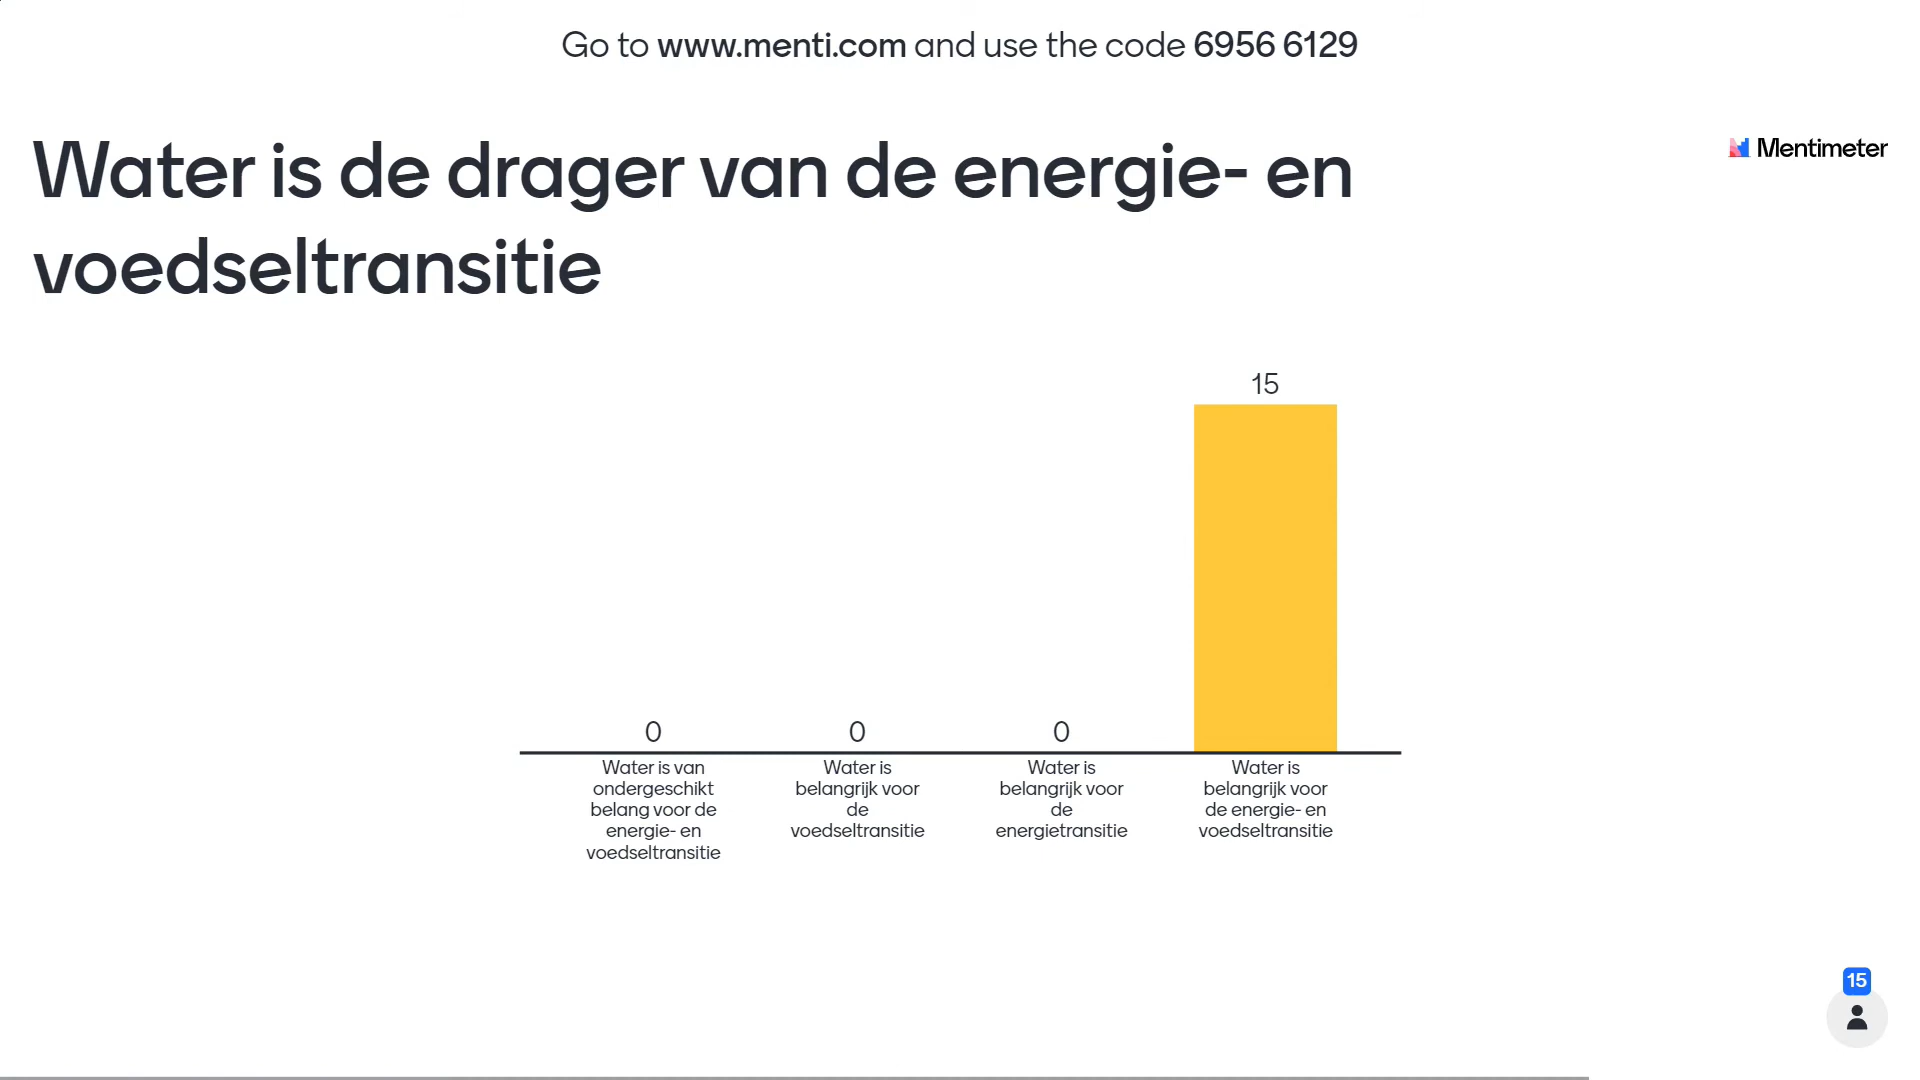 Go to www.menti.com and use the code 6956 6129
Water is de drager van de energie- en
voedseltransitie
Mentimeter
15
0
0
0
Water is van
ondergeschikt
belang voor de
energie- en
voedseltransitie
Water is
belangrijk voor
de
voedseltransitie
Water is
belangrijk voor
de
energietransitie
Water is
belangrijk voor
de energie- en
voedseltransitie
15